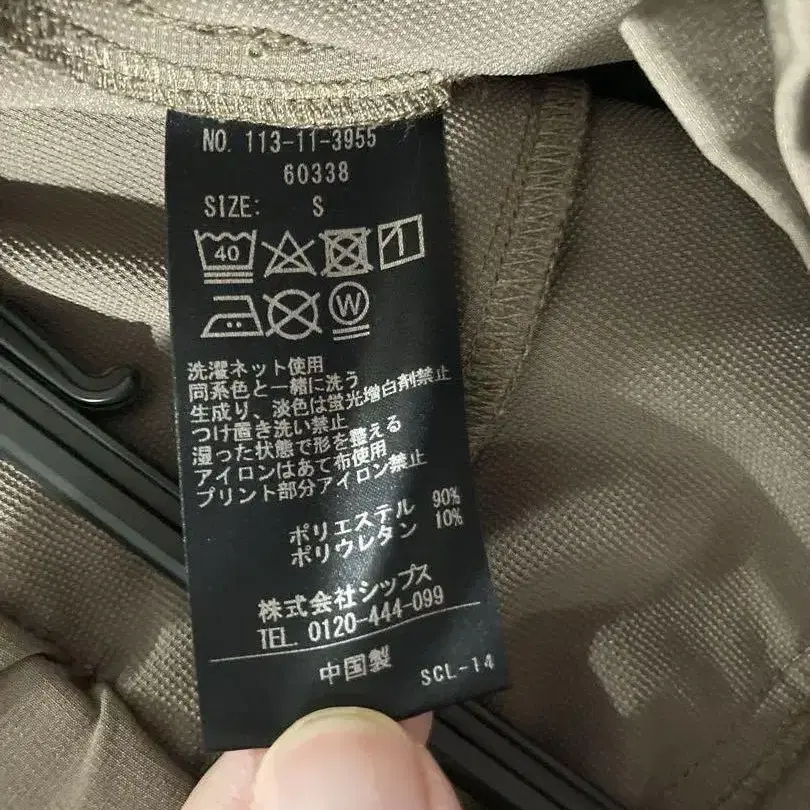 NO. 113-11-3955
60338
SIZE: S
40
W
洗濯ネット使用
同系色と一緒に洗う
生成り、淡色は蛍光増白剤禁止
つけ置き洗い禁止
湿った状態で形を整える
アイロンはあて布使用
プリント部分アイロン禁止
ポリエステル 90%
ポリウレタン 10%
株式会社シップス
TEL. 0120-444-099
中国製 SCL-14